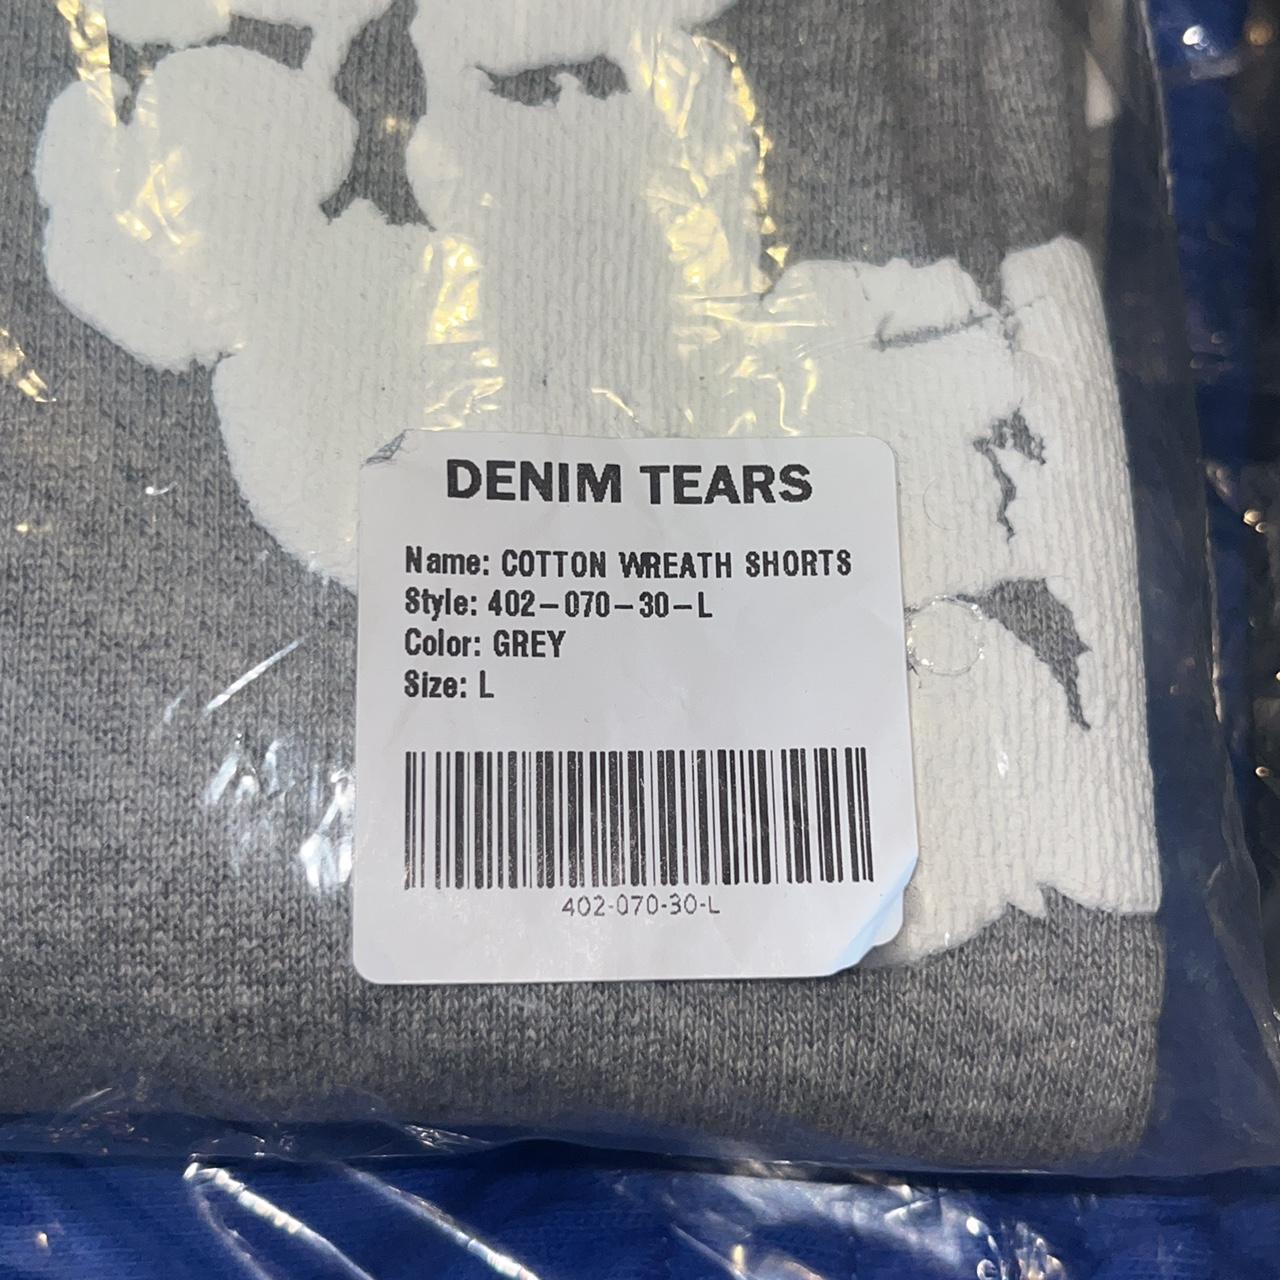 DENIM TEARS
Name: COTTON WREATH SHORTS
Style: 402-070-30-L
Color: GREY
Size: L
402-070-30-L